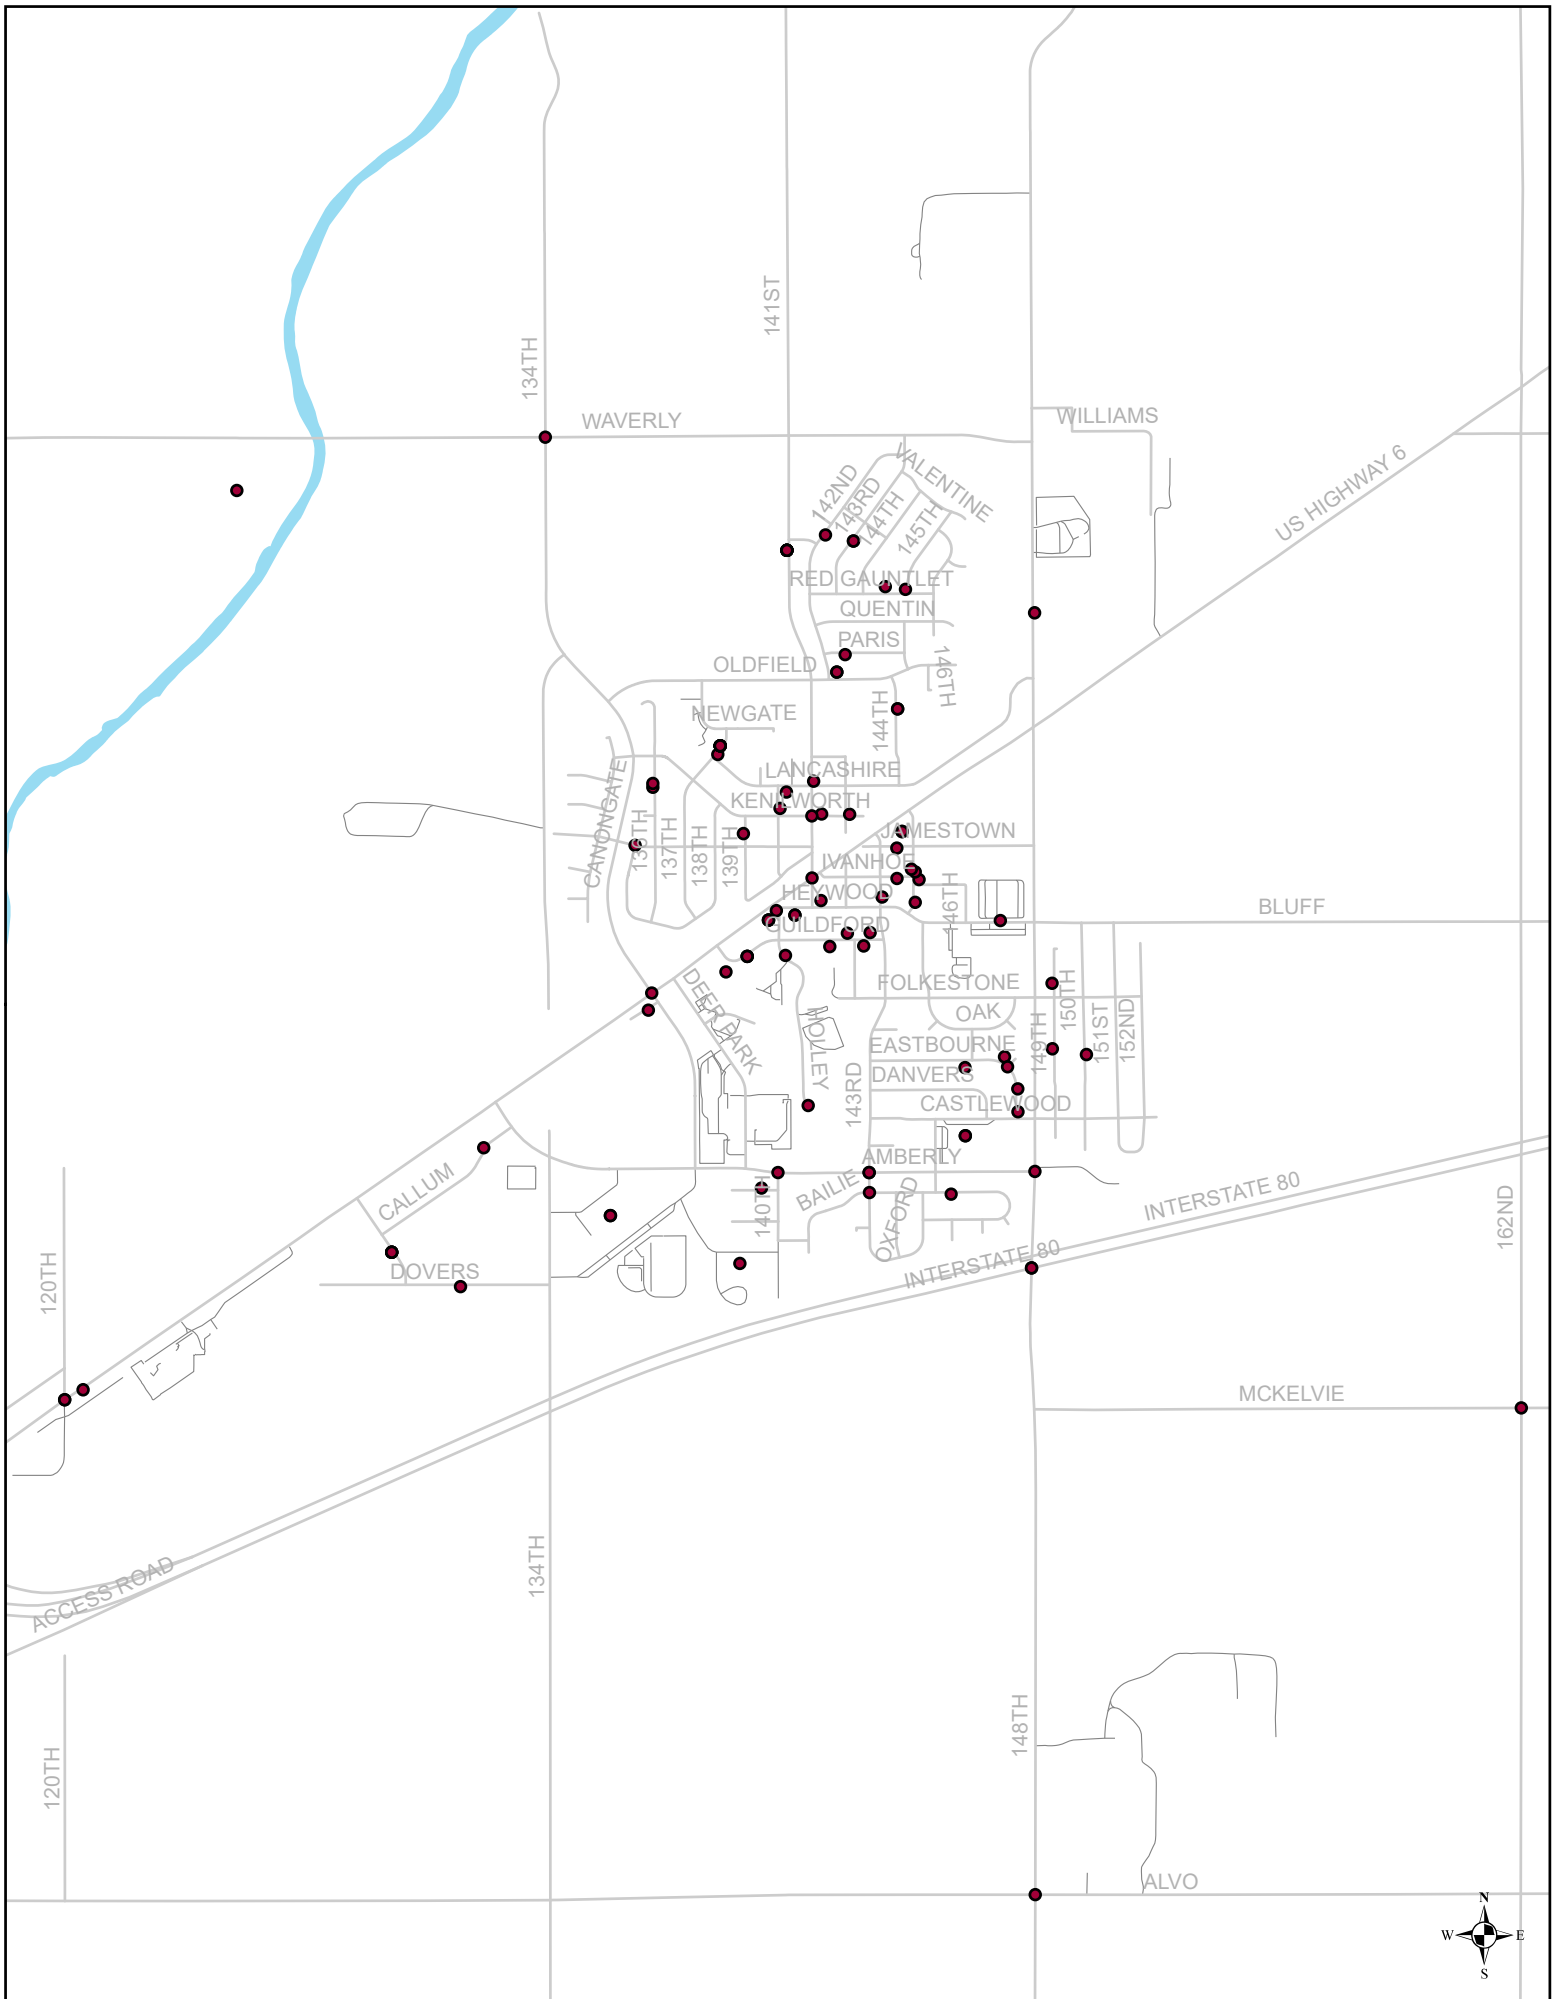 141ST
134TH
WAVERLY
WILLIAMS
VALENTINE
142ND
143RD
144TH
145TH
US HIGHWAY 6
RED GAUNTLET
QUENTIN
PARIS
OLDFIELD
146TH
NEWGATE
144TH
LANCASHIRE
KENILWORTH
CANONGATE
136TH
137TH
138TH
139TH
JAMESTOWN
IVANHOE
HEYWOOD
146TH
BLUFF
GUILDFORD
FOLKESTONE
DEER PARK
HOLLEY
OAK
149TH
150TH
151ST
152ND
EASTBOURNE
DANVERS
143RD
CASTLEWOOD
AMBERLY
CALLUM
140TH
BAILIE
OXFORD
INTERSTATE 80
162ND
INTERSTATE 80
120TH
DOVERS
MCKELVIE
134TH
ACCESS ROAD
148TH
120TH
ALVO
N
W E
S